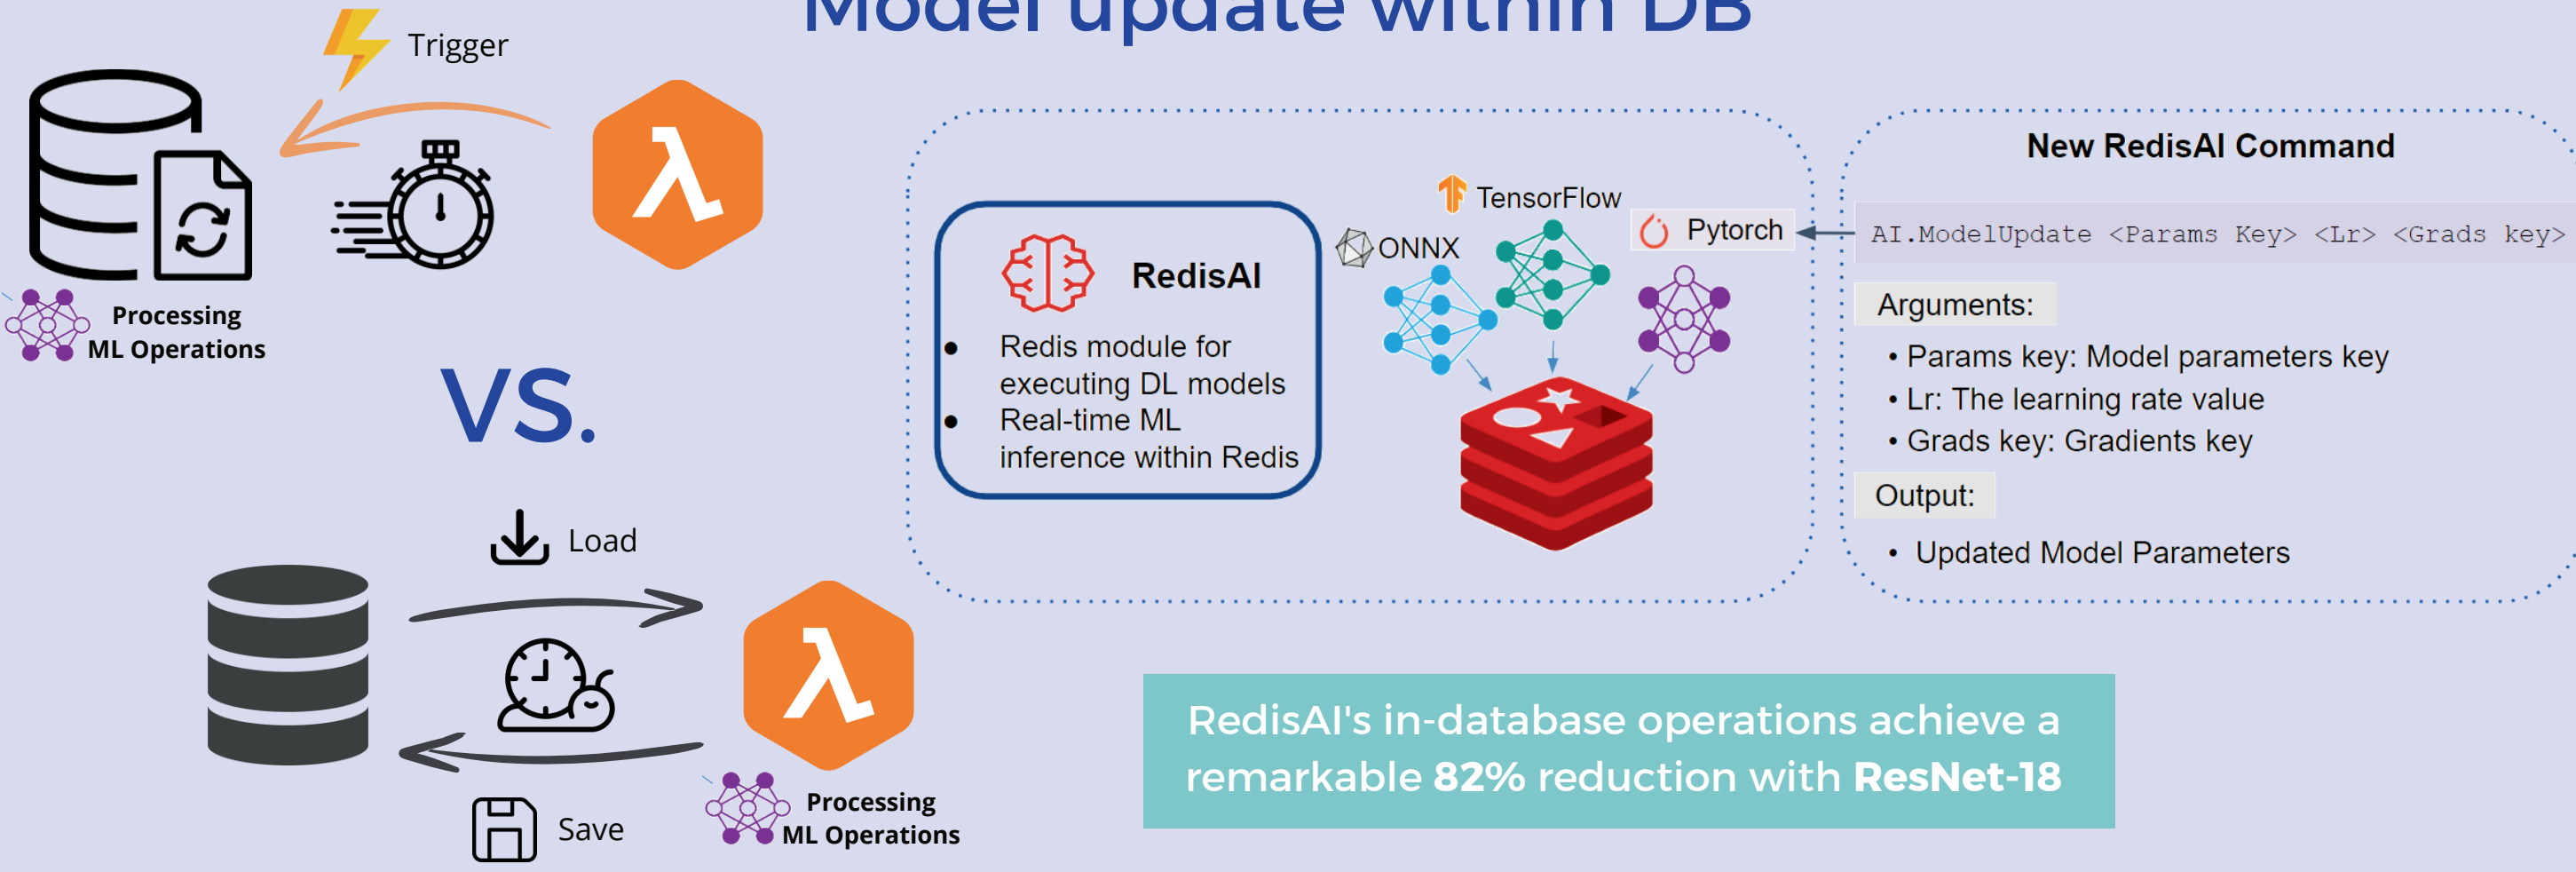 Model update within DB
Trigger
Processing
ML Operations
VS.
Load
Save
Processing
ML Operations
RedisAI
● Redis module for
executing DL models
● Real-time ML
inference within Redis
ONNX
TensorFlow
Pytorch
New RedisAI Command
AI.ModelUpdate <Params Key> <Lr> <Grads key>
Arguments:
• Params key: Model parameters key
• Lr: The learning rate value
• Grads key: Gradients key
Output:
• Updated Model Parameters
RedisAI's in-database operations achieve a
remarkable 82% reduction with ResNet-18